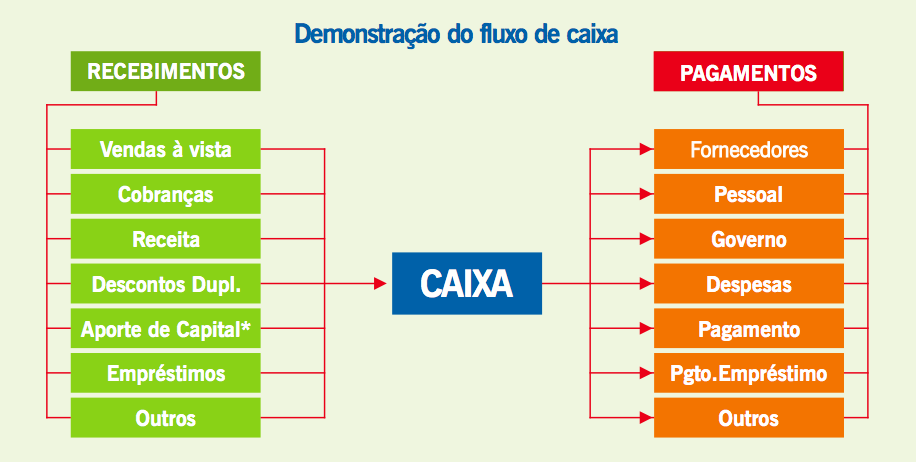 Demonstração do fluxo de caixa
RECEBIMENTOS
Vendas à vista
Cobranças
Receita
Descontos Dupl.
Aporte de Capital*
Empréstimos
Outros
CAIXA
PAGAMENTOS
Fornecedores
Pessoal
Governo
Despesas
Pagamento
Pgto.Empréstimo
Outros